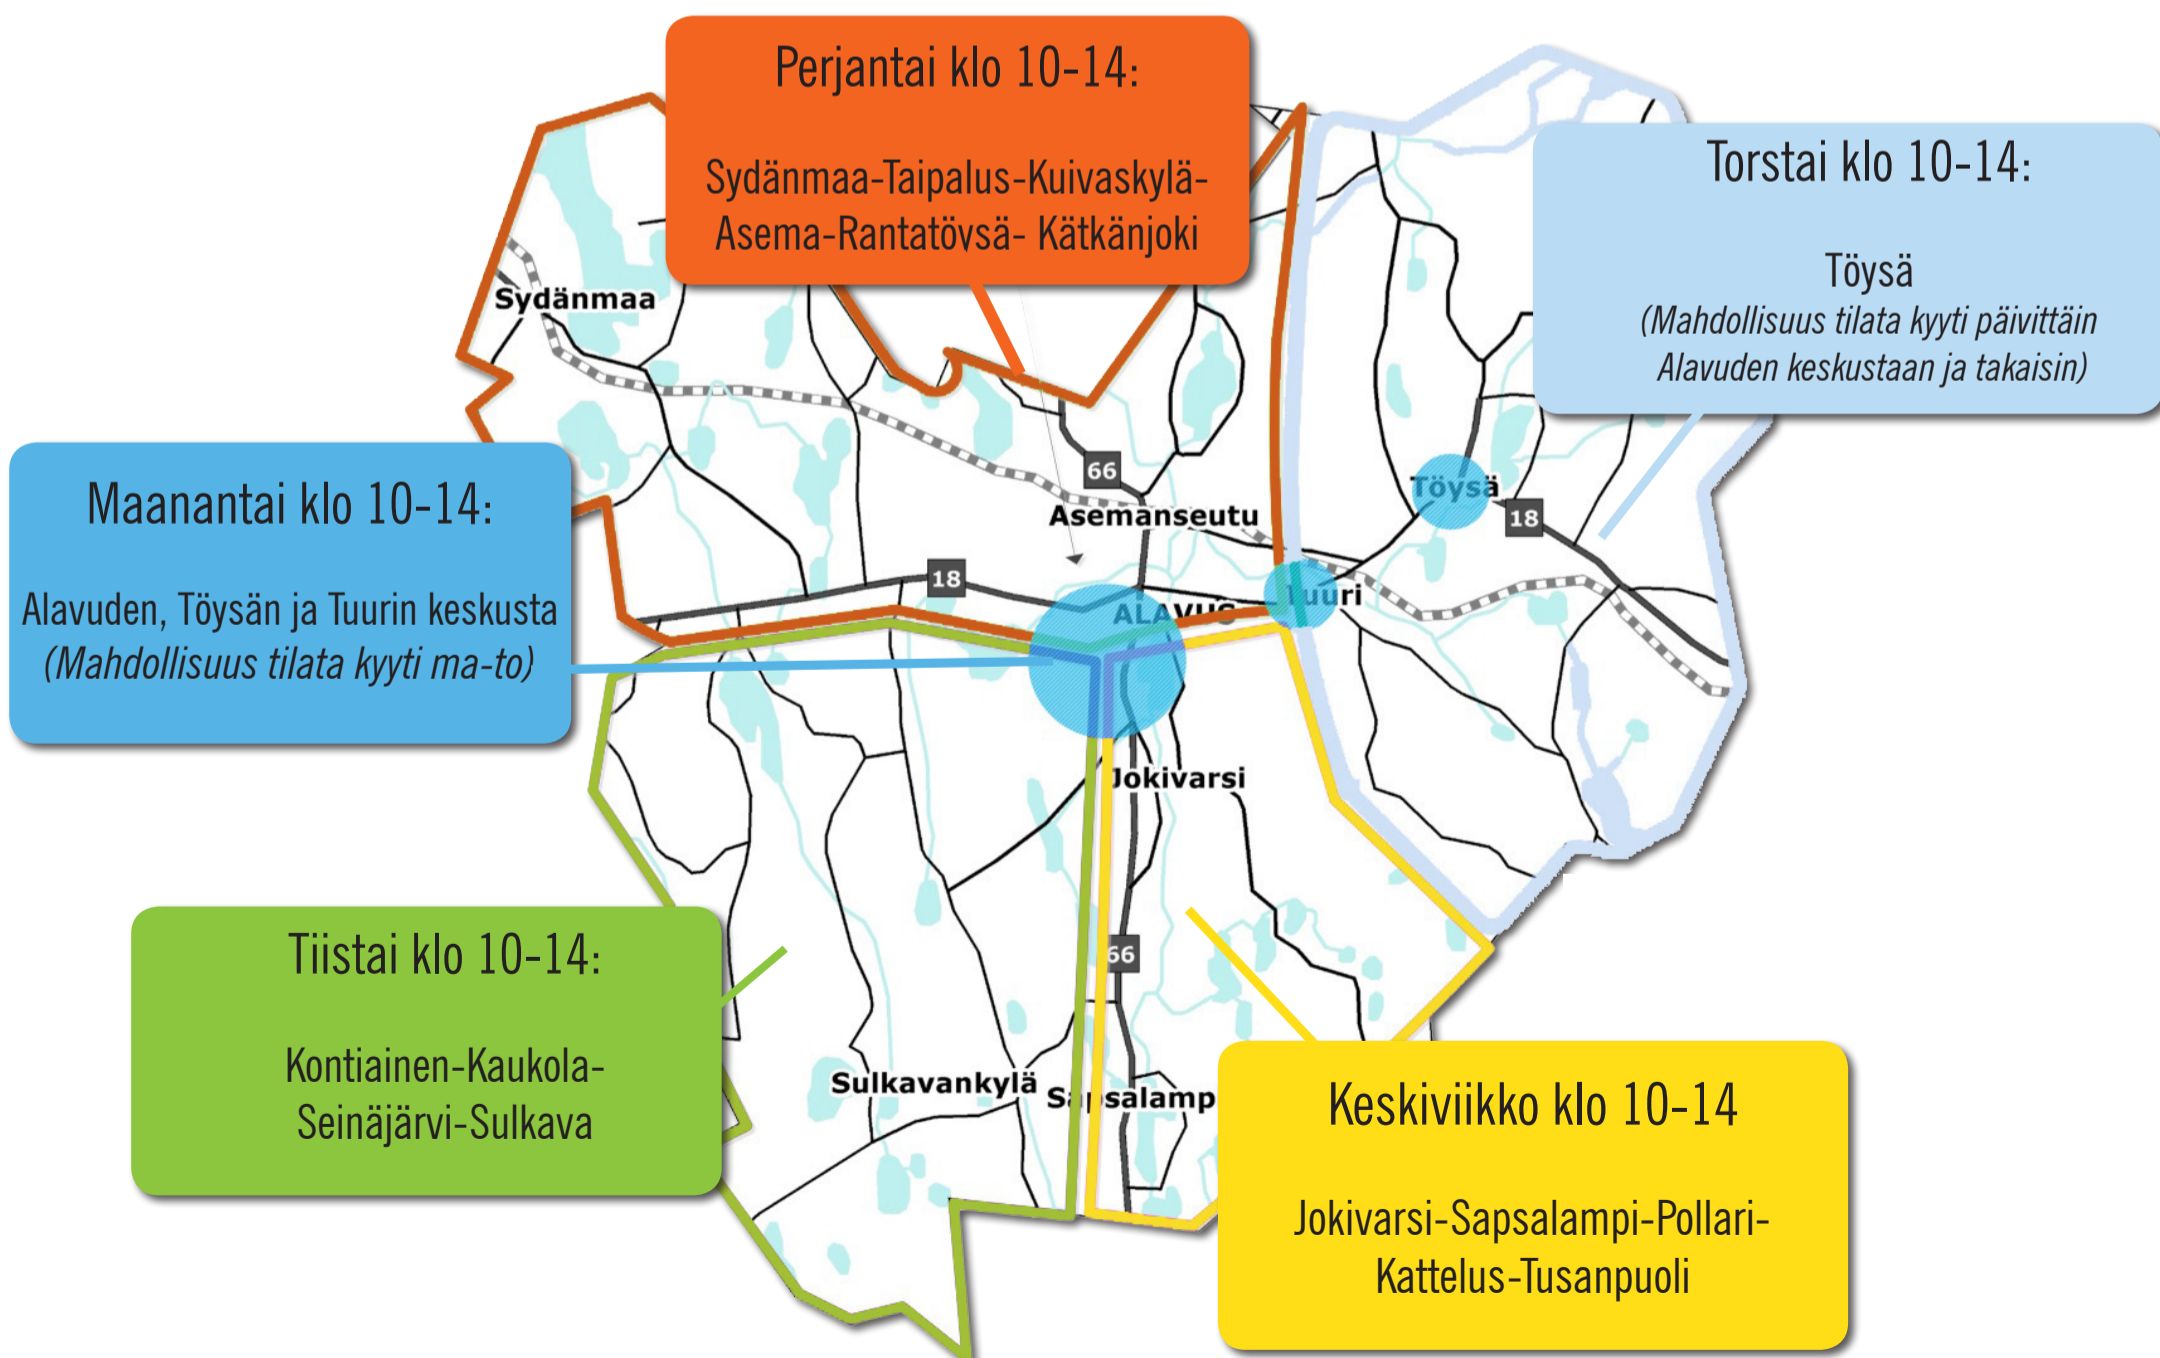 Perjantai klo 10-14:
Sydänmaa-Taipalus-Kuivaskylä-
Asema-Rantatövsä- Kätkänjoki
Torstai klo 10-14:
Töysä
(Mahdollisuus tilata kyyti päivittäin
Alavuden keskustaan ja takaisin)
Sydänmaa
66
Maanantai klo 10-14:
Alavuden, Töysän ja Tuurin keskusta
(Mahdollisuus tilata kyyti ma-to)
Töysä
18
Asemanseutu
18
Tuuri
ALAVUS
Jokivarsi
Tiistai klo 10-14:
Kontiainen-Kaukola-
Seinäjärvi-Sulkava
66
Sulkavankylä
Sapsalamp
Keskiviikko klo 10-14
Jokivarsi-Sapsalampi-Pollari-
Kattelus-Tusanpuoli